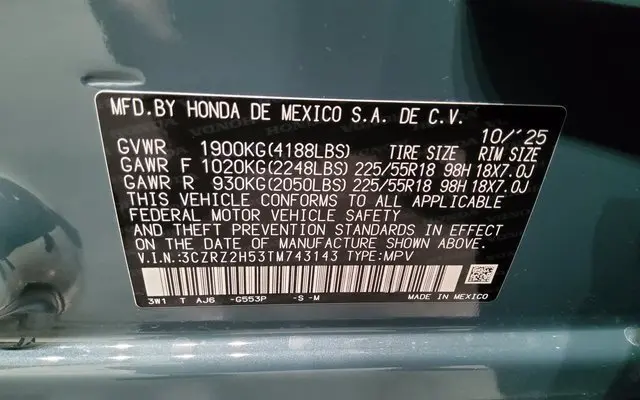 MFD.BY HONDA DE MEXICO S.A. DE C.V.
10/'25
GVWR 1900KG(4188LBS) TIRE SIZE RIM SIZE
GAWR F 1020KG(2248LBS) 225/55R18 98H 18X7.0J
GAWR R 930KG(2050LBS) 225/55R18 98H 18X7.0J
THIS VEHICLE CONFORMS TO ALL APPLICABLE
FEDERAL MOTOR VEHICLE SAFETY
AND THEFT PREVENTION STANDARDS IN EFFECT
ON THE DATE OF MANUFACTURE SHOWN ABOVE.
V.I.N.:3CZRZ2H53TM743143 TYPE:MPV
3W1 T AJ6 -G553P -S -M MADE IN MEXICO